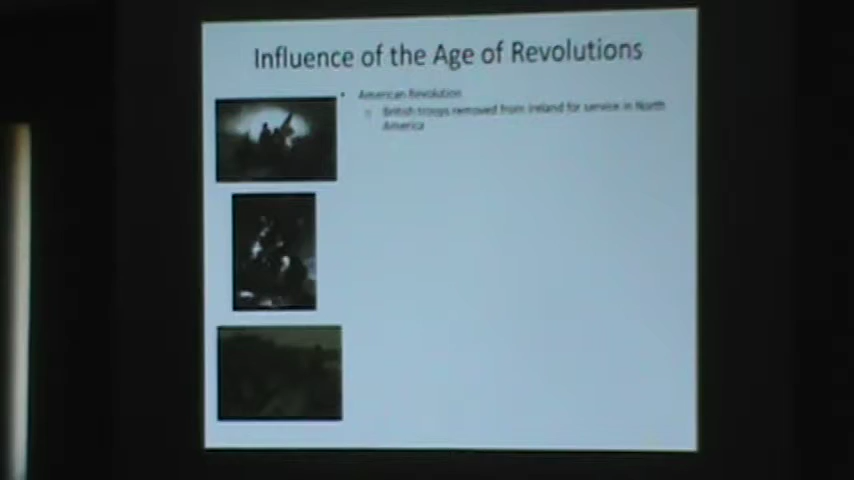 Influence of the Age of Revolutions
American Revolution
British troops removed from Ireland for service in North
America